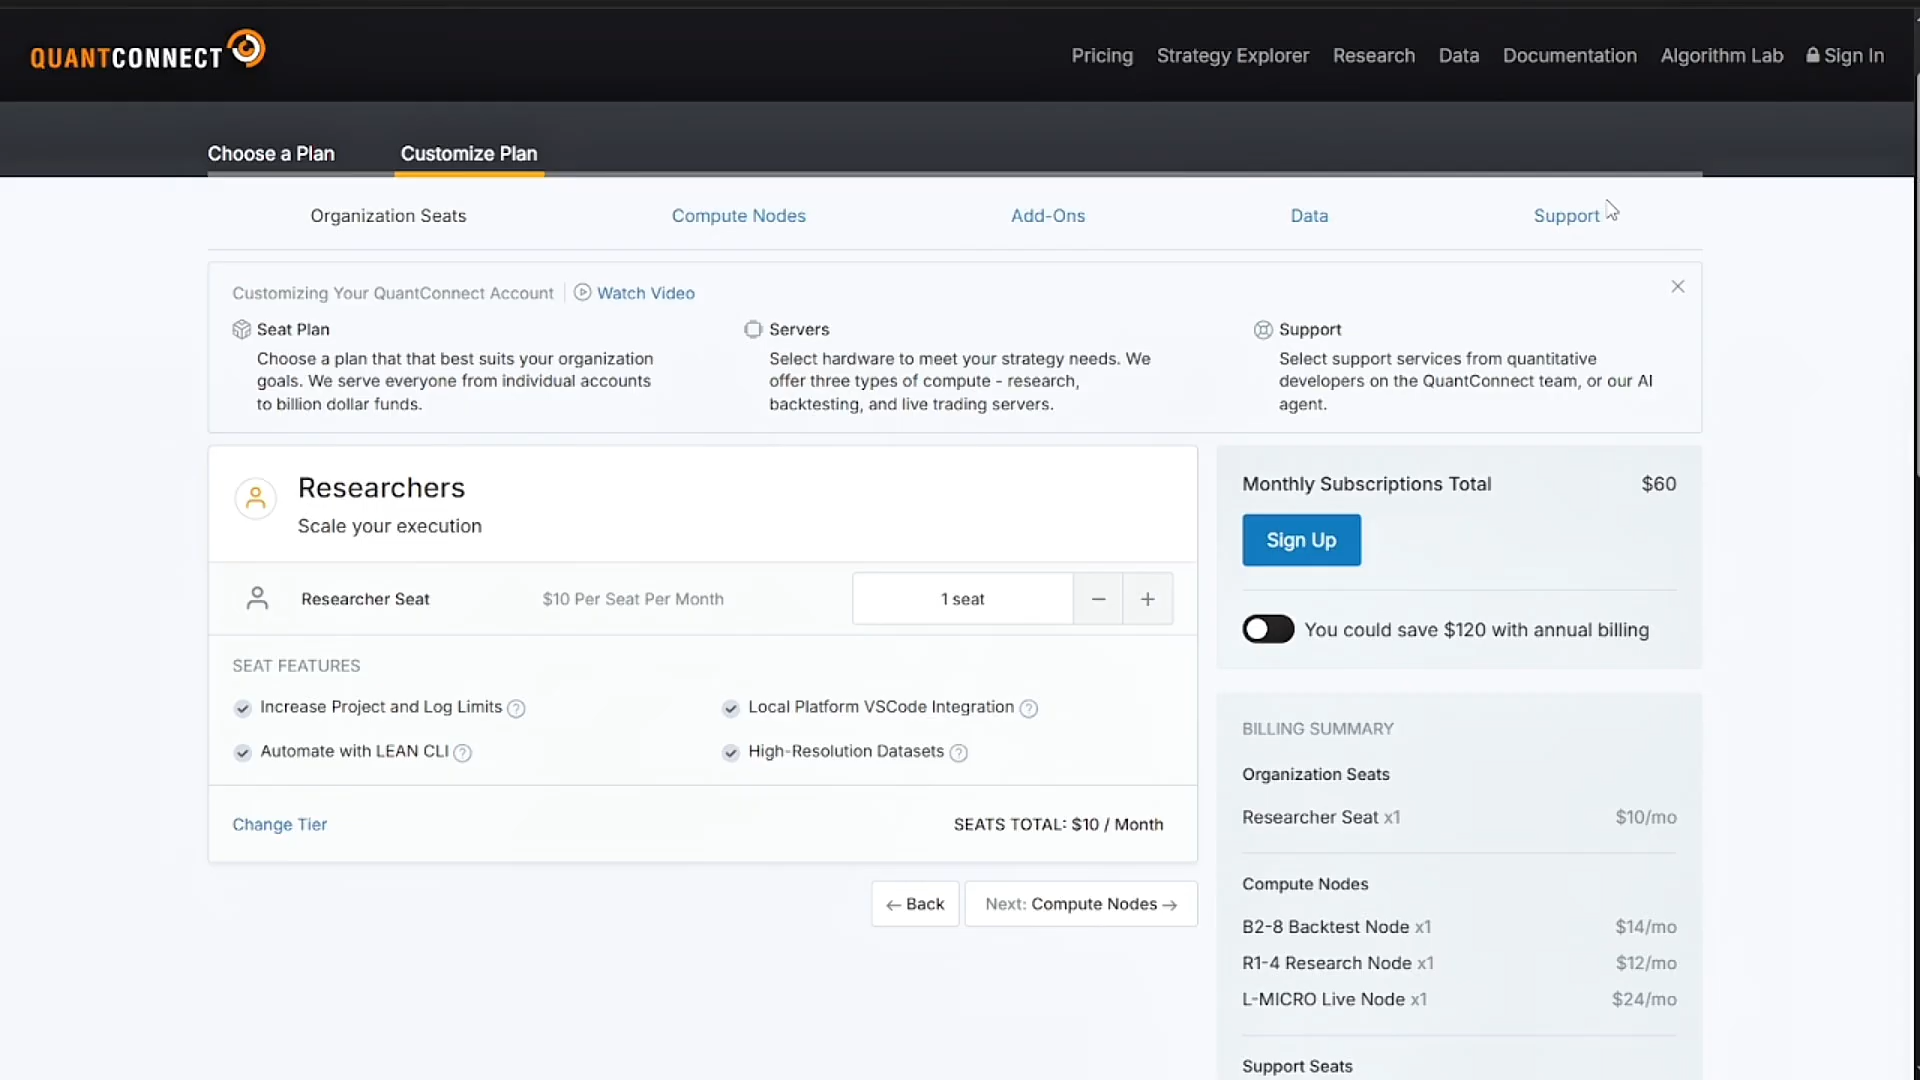 QUANTCONNECT
Pricing
Strategy Explorer
Research
Data
Documentation
Algorithm Lab
Sign In
Choose a Plan
Customize Plan
Organization Seats
Compute Nodes
Add-Ons
Data
Support
Customizing Your QuantConnect Account
Watch Video
Seat Plan
Choose a plan that that best suits your organization
goals. We serve everyone from individual accounts
to billion dollar funds.
Servers
Select hardware to meet your strategy needs. We
offer three types of compute - research,
backtesting, and live trading servers.
Support
Select support services from quantitative
developers on the QuantConnect team, or our AI
agent.
Researchers
Scale your execution
Researcher Seat
$10 Per Seat Per Month
1 seat
SEAT FEATURES
Increase Project and Log Limits
Local Platform VSCode Integration
Automate with LEAN CLI
High-Resolution Datasets
Change Tier
SEATS TOTAL: $10 / Month
← Back
Next: Compute Nodes →
Monthly Subscriptions Total $60
Sign Up
You could save $120 with annual billing
BILLING SUMMARY
Organization Seats
Researcher Seat x1 $10/mo
Compute Nodes
B2-8 Backtest Node x1 $14/mo
R1-4 Research Node x1 $12/mo
L-MICRO Live Node x1 $24/mo
Support Seats